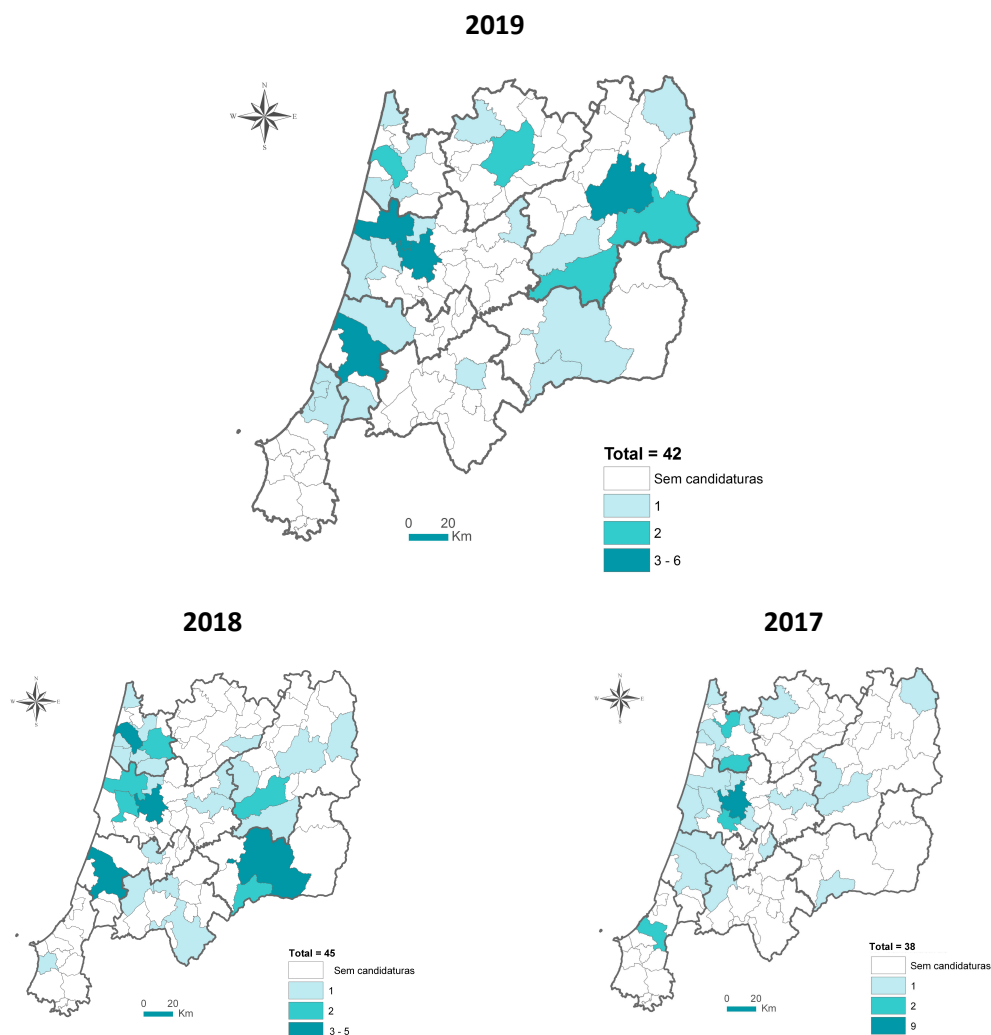 2019
N
W E
S
Total = 42
Sem candidaturas
1
2
3 - 6
0 20
Km
2018
N
W E
S
Total = 45
Sem candidaturas
1
2
3 - 5
0 20
Km
2017
N
W E
S
Total = 38
Sem candidaturas
1
2
9
0 20
Km